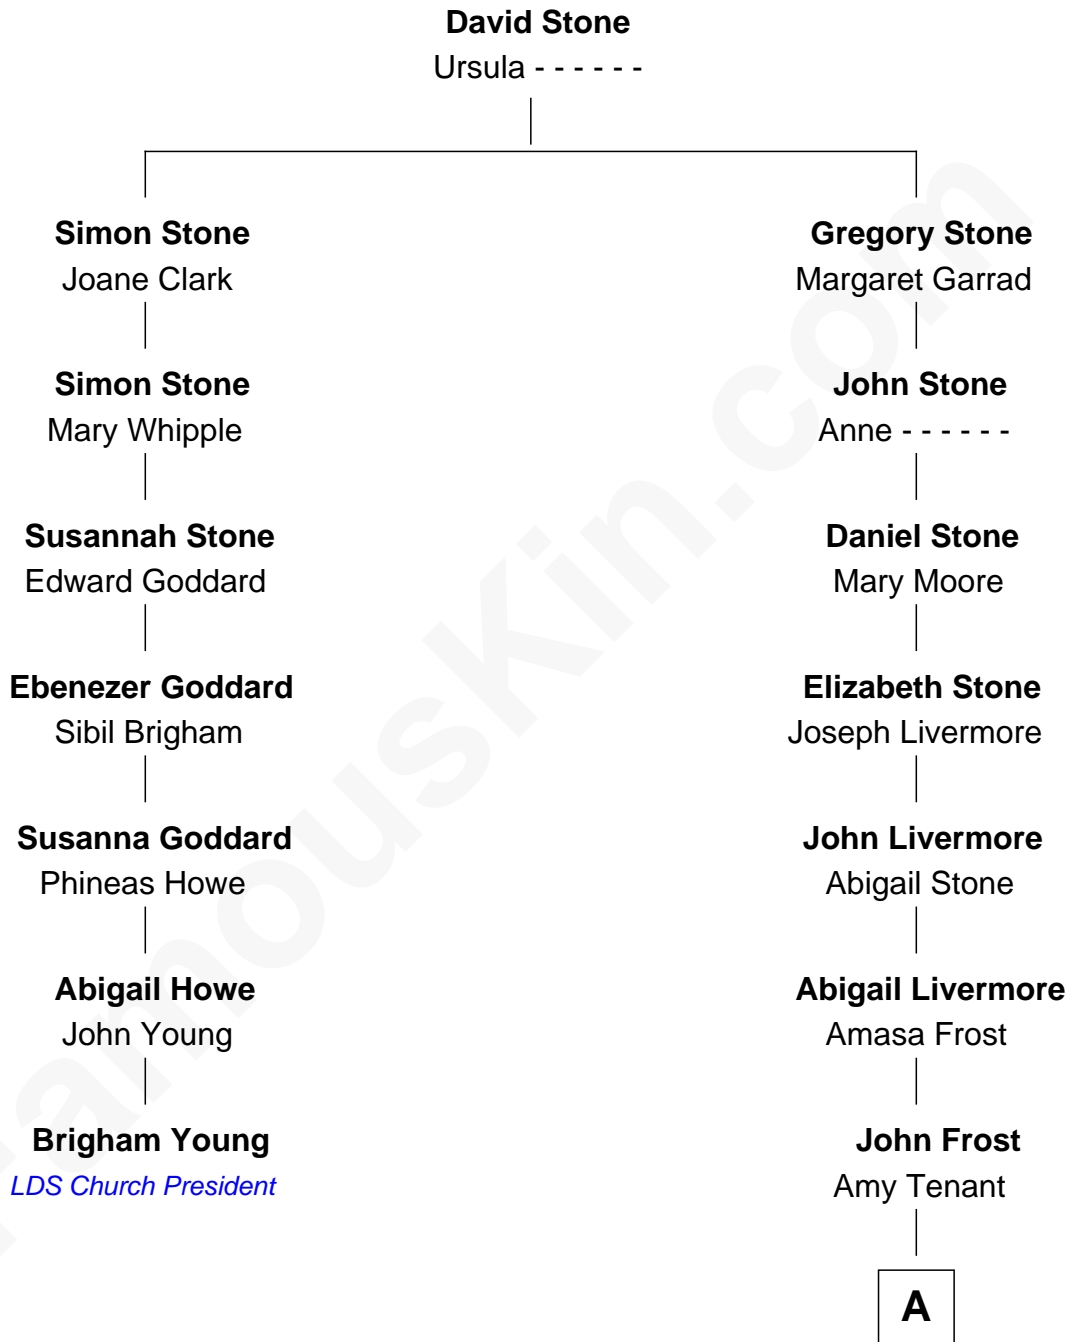 David Stone
Ursula - - - - - -
Simon Stone
Joane Clark
Gregory Stone
Margaret Garrad
Simon Stone
Mary Whipple
John Stone
Anne - - - - - -
Susannah Stone
Edward Goddard
Daniel Stone
Mary Moore
Ebenezer Goddard
Sibil Brigham
Elizabeth Stone
Joseph Livermore
Susanna Goddard
Phineas Howe
John Livermore
Abigail Stone
Abigail Howe
John Young
Abigail Livermore
Amasa Frost
Brigham Young
LDS Church President
John Frost
Amy Tenant
A
FamousKin.com